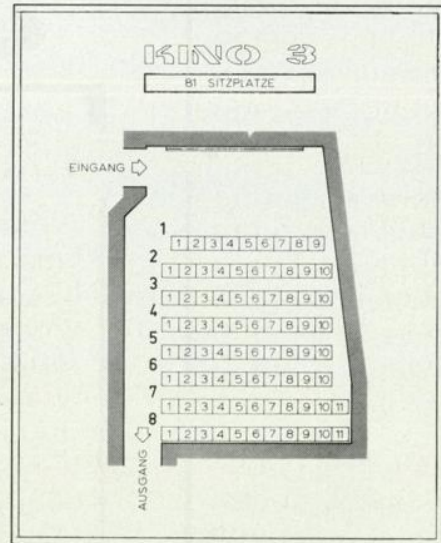 KINO 3
81 SITZPLATZE
EINGANG
1
1 2 3 4 5 6 7 8 9
2
1 2 3 4 5 6 7 8 9 10
3
1 2 3 4 5 6 7 8 9 10
4
1 2 3 4 5 6 7 8 9 10
5
1 2 3 4 5 6 7 8 9 10
6
1 2 3 4 5 6 7 8 9 10
7
1 2 3 4 5 6 7 8 9 10 11
8
1 2 3 4 5 6 7 8 9 10 11
AUSGANG